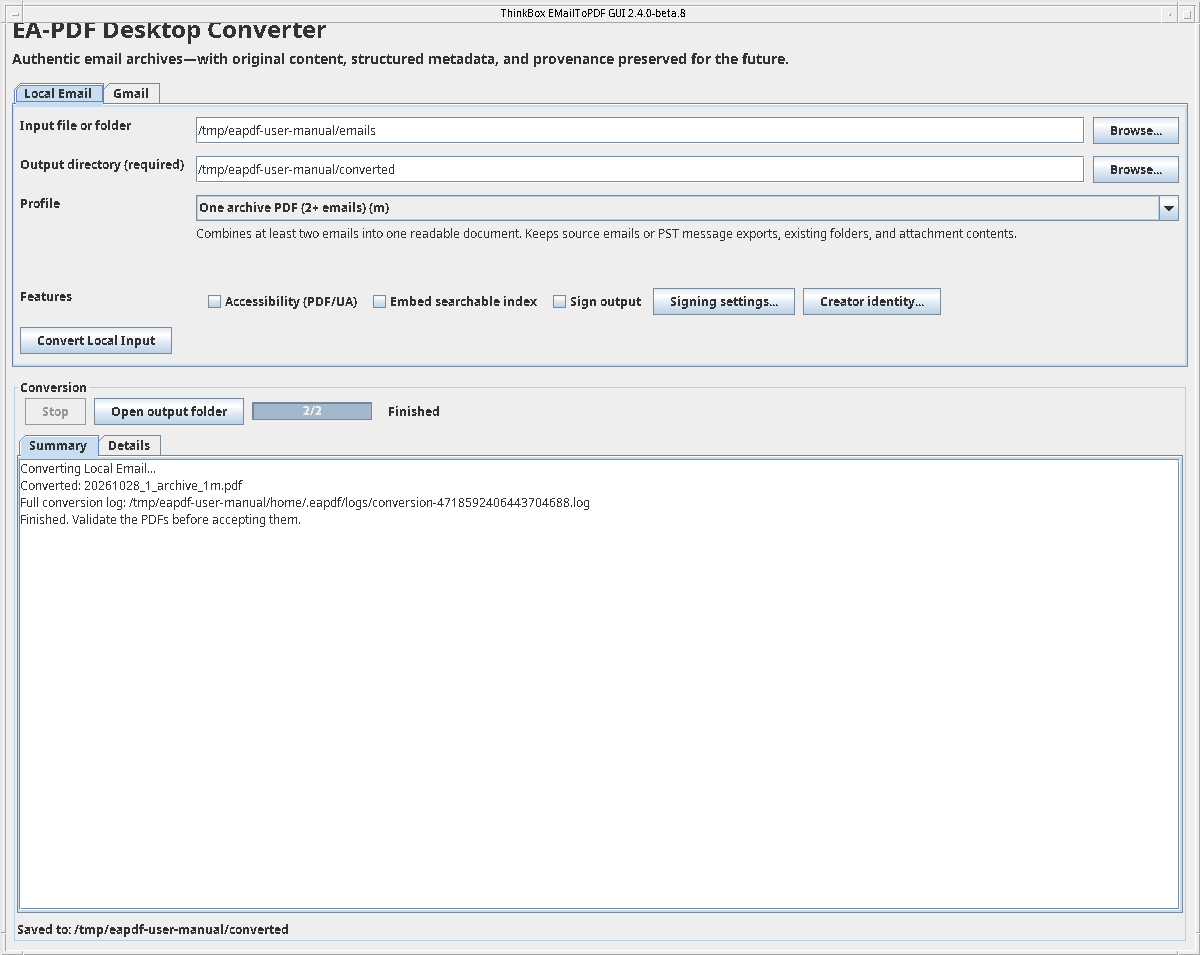 ThinkBox EMailToPDF GUI 2.4.0-beta.8
EA-PDF Desktop Converter
Authentic email archives—with original content, structured metadata, and provenance preserved for the future.
Local Email Gmail
Input file or folder /tmp/eapdf-user-manual/emails Browse...
Output directory (required) /tmp/eapdf-user-manual/converted Browse...
Profile One archive PDF (2+ emails) (m)
Combines at least two emails into one readable document. Keeps source emails or PST message exports, existing folders, and attachment contents.
Features Accessibility (PDF/UA) Embed searchable index Sign output Signing settings... Creator identity...
Convert Local Input
Conversion
Stop Open output folder 2/2 Finished
Summary Details
Converting Local Email...
Converted: 20261028_1_archive_1m.pdf
Full conversion log: /tmp/eapdf-user-manual/home/.eapdf/logs/conversion-4718592406443704688.log
Finished. Validate the PDFs before accepting them.
Saved to: /tmp/eapdf-user-manual/converted